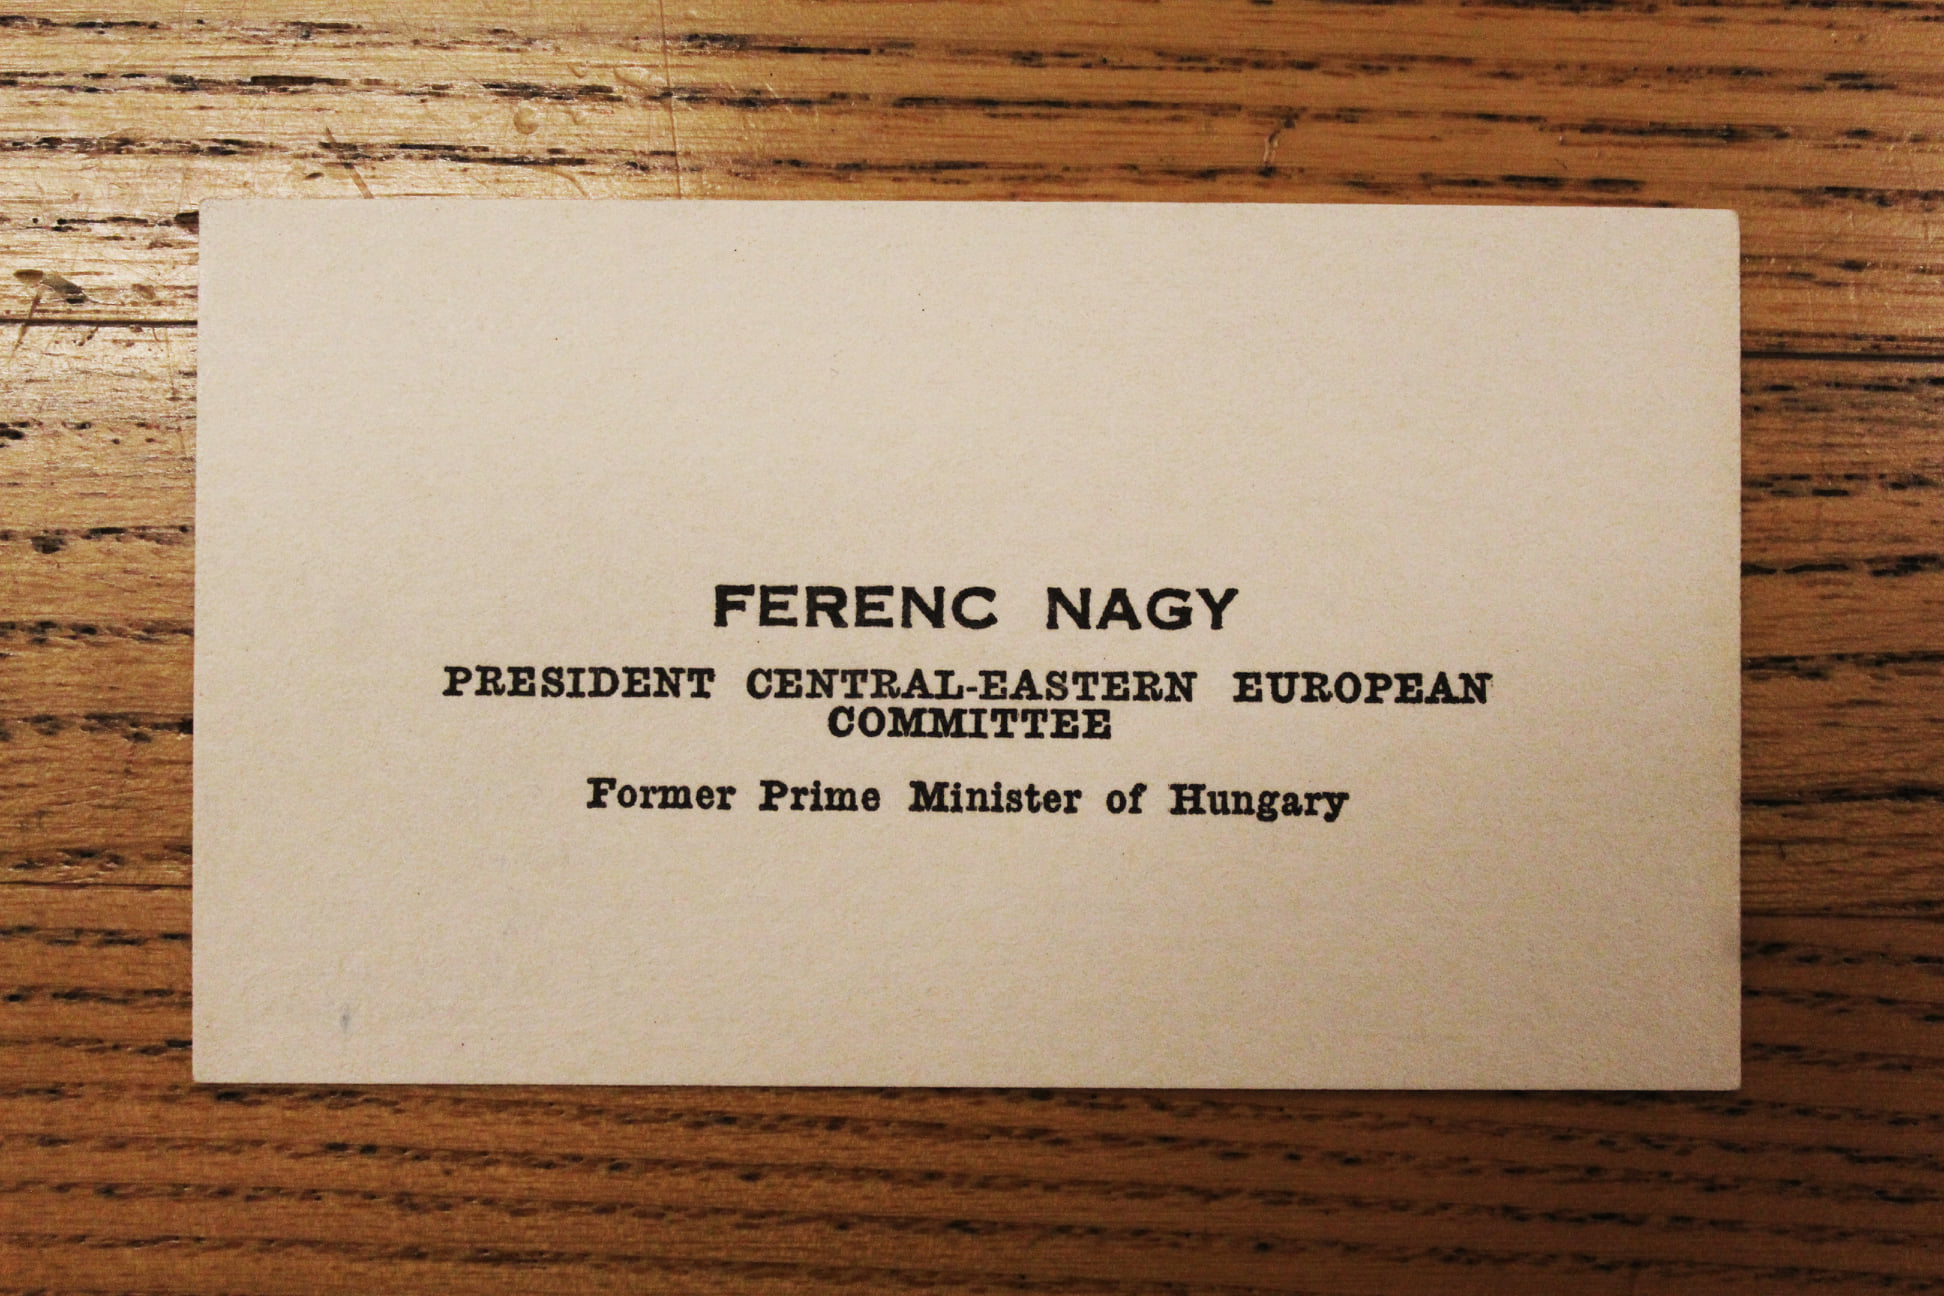 FERENC NAGY
PRESIDENT CENTRAL-EASTERN EUROPEAN
COMMITTEE
Former Prime Minister of Hungary